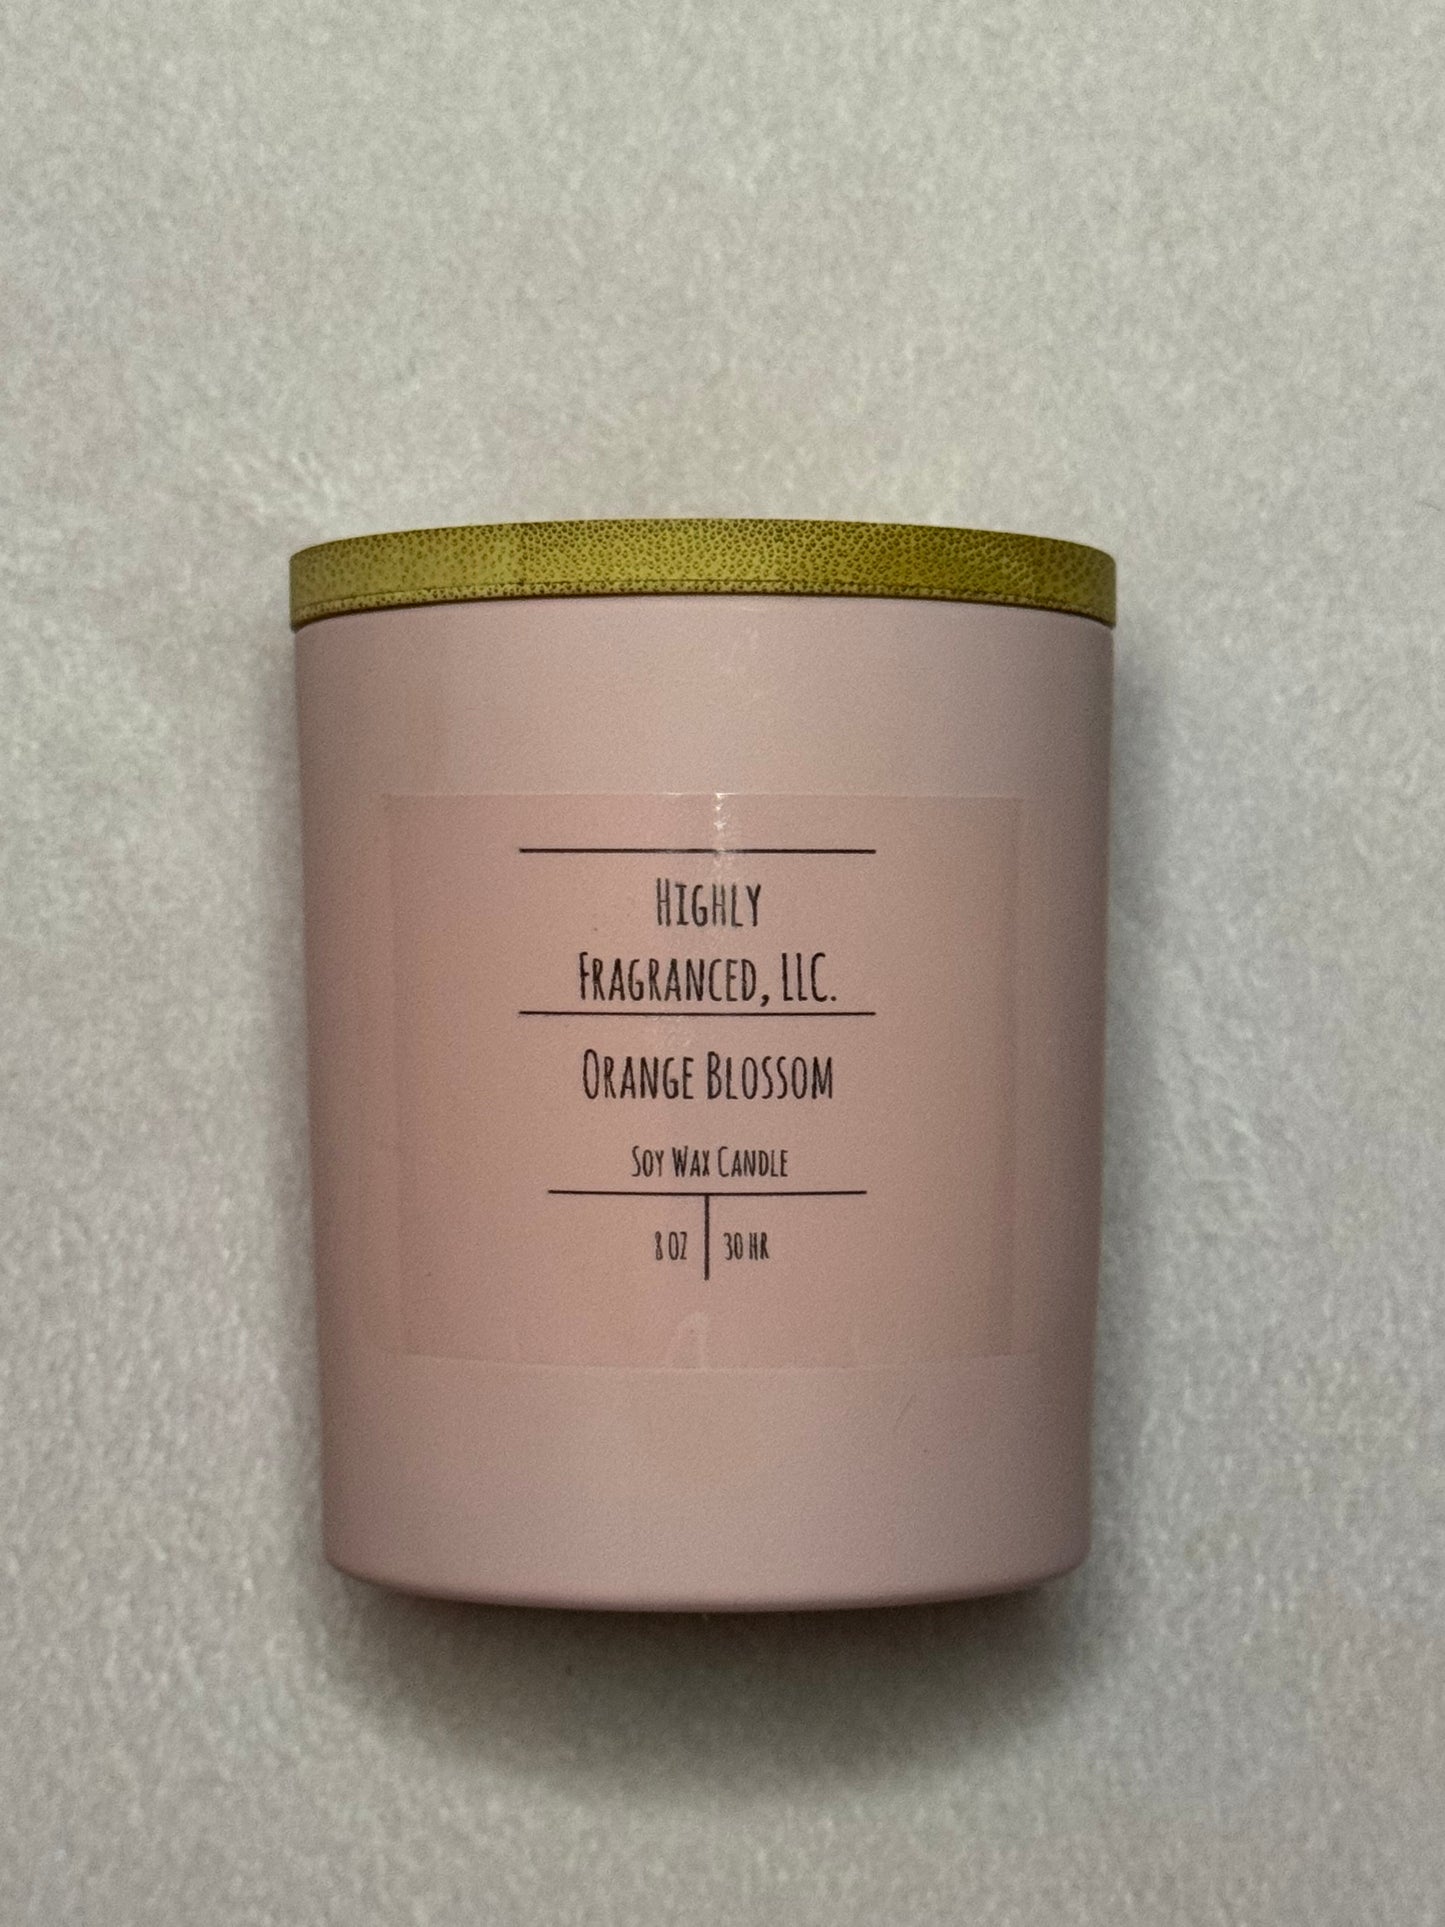 Highly
Fragranced, LLC.
Orange Blossom
Soy Wax Candle
8 oz 30 hr